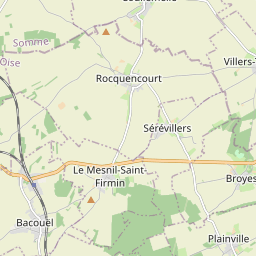 Somme
Oise
Villers-
Rocquencourt
Sérévillers
Le Mesnil-Saint-
Firmin
Broyes
Bacouël
Plainville